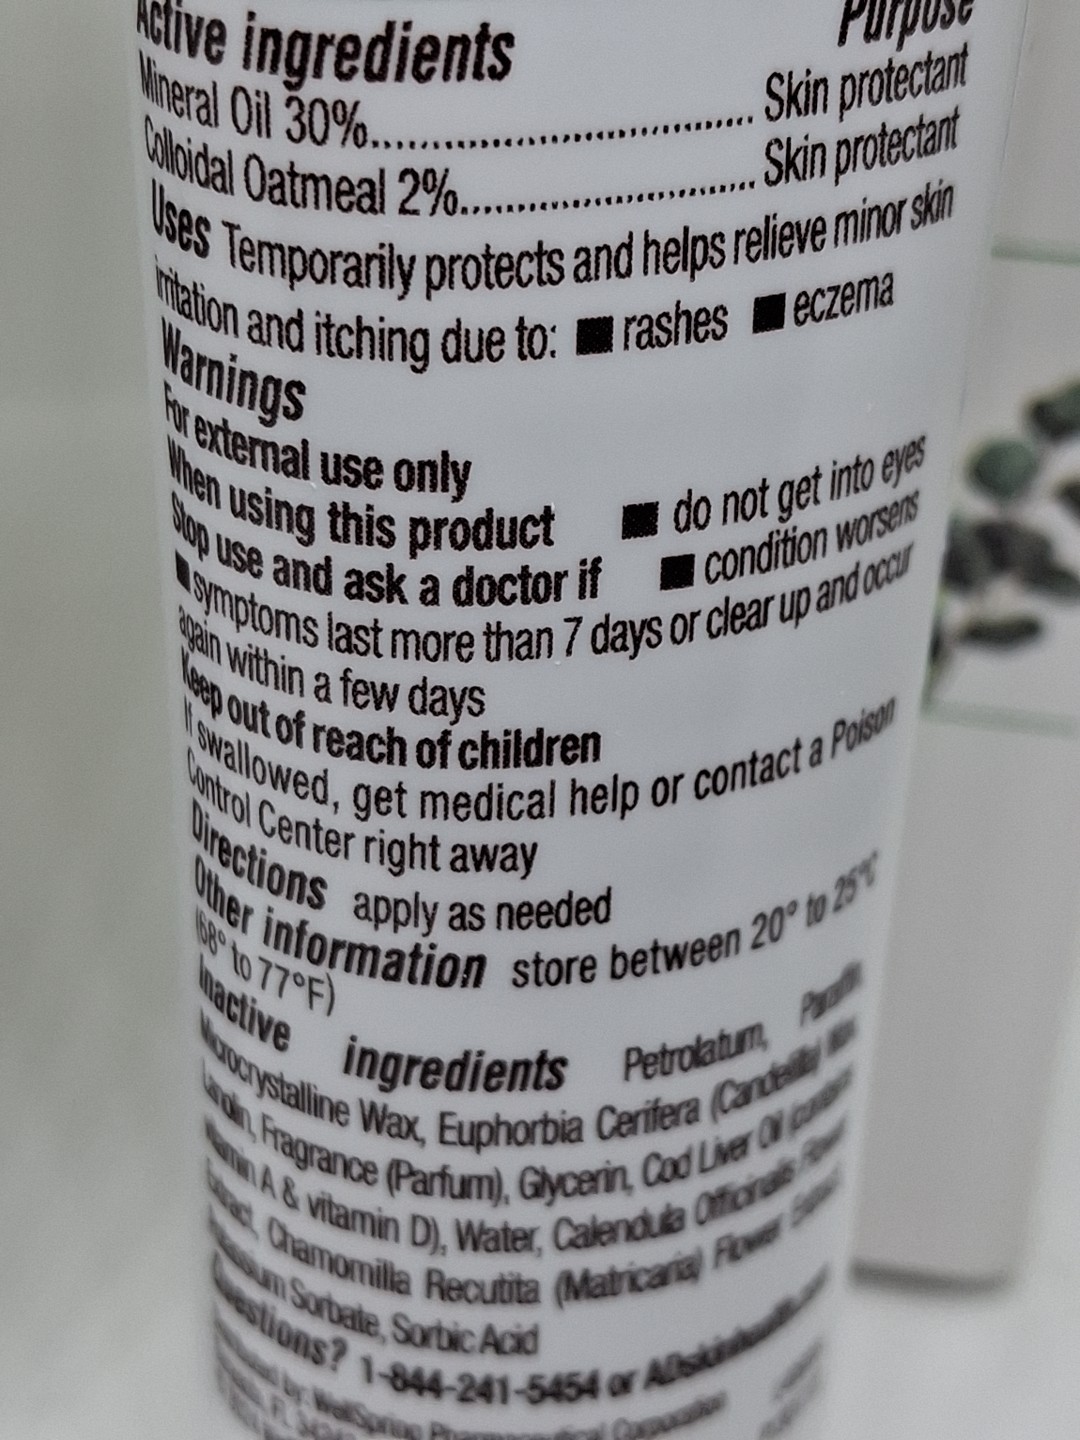 Active ingredients Purpose
Mineral Oil 30%............................................. Skin protectant
Colloidal Oatmeal 2%................................... Skin protectant
Uses Temporarily protects and helps relieve minor skin
irritation and itching due to: ■ rashes ■ eczema
Warnings
For external use only
When using this product ■ do not get into eyes
Stop use and ask a doctor if ■ condition worsens
■ symptoms last more than 7 days or clear up and occur
again within a few days
Keep out of reach of children
If swallowed, get medical help or contact a Poison
Control Center right away
Directions apply as needed
Other information store between 20° to 25°C
(68° to 77°F)
Inactive ingredients Petrolatum, Paraffin,
Microcrystalline Wax, Euphorbia Cerifera (Candelilla) Wax,
Lanolin, Fragrance (Parfum), Glycerin, Cod Liver Oil (contains
vitamin A & vitamin D), Water, Calendula Officinalis Flower
Extract, Chamomilla Recutita (Matricaria) Flower Extract,
Potassium Sorbate, Sorbic Acid
Questions? 1-844-241-5454 or ADskinhealth.com
by: WellSpring Pharmaceutical Corporation
FL